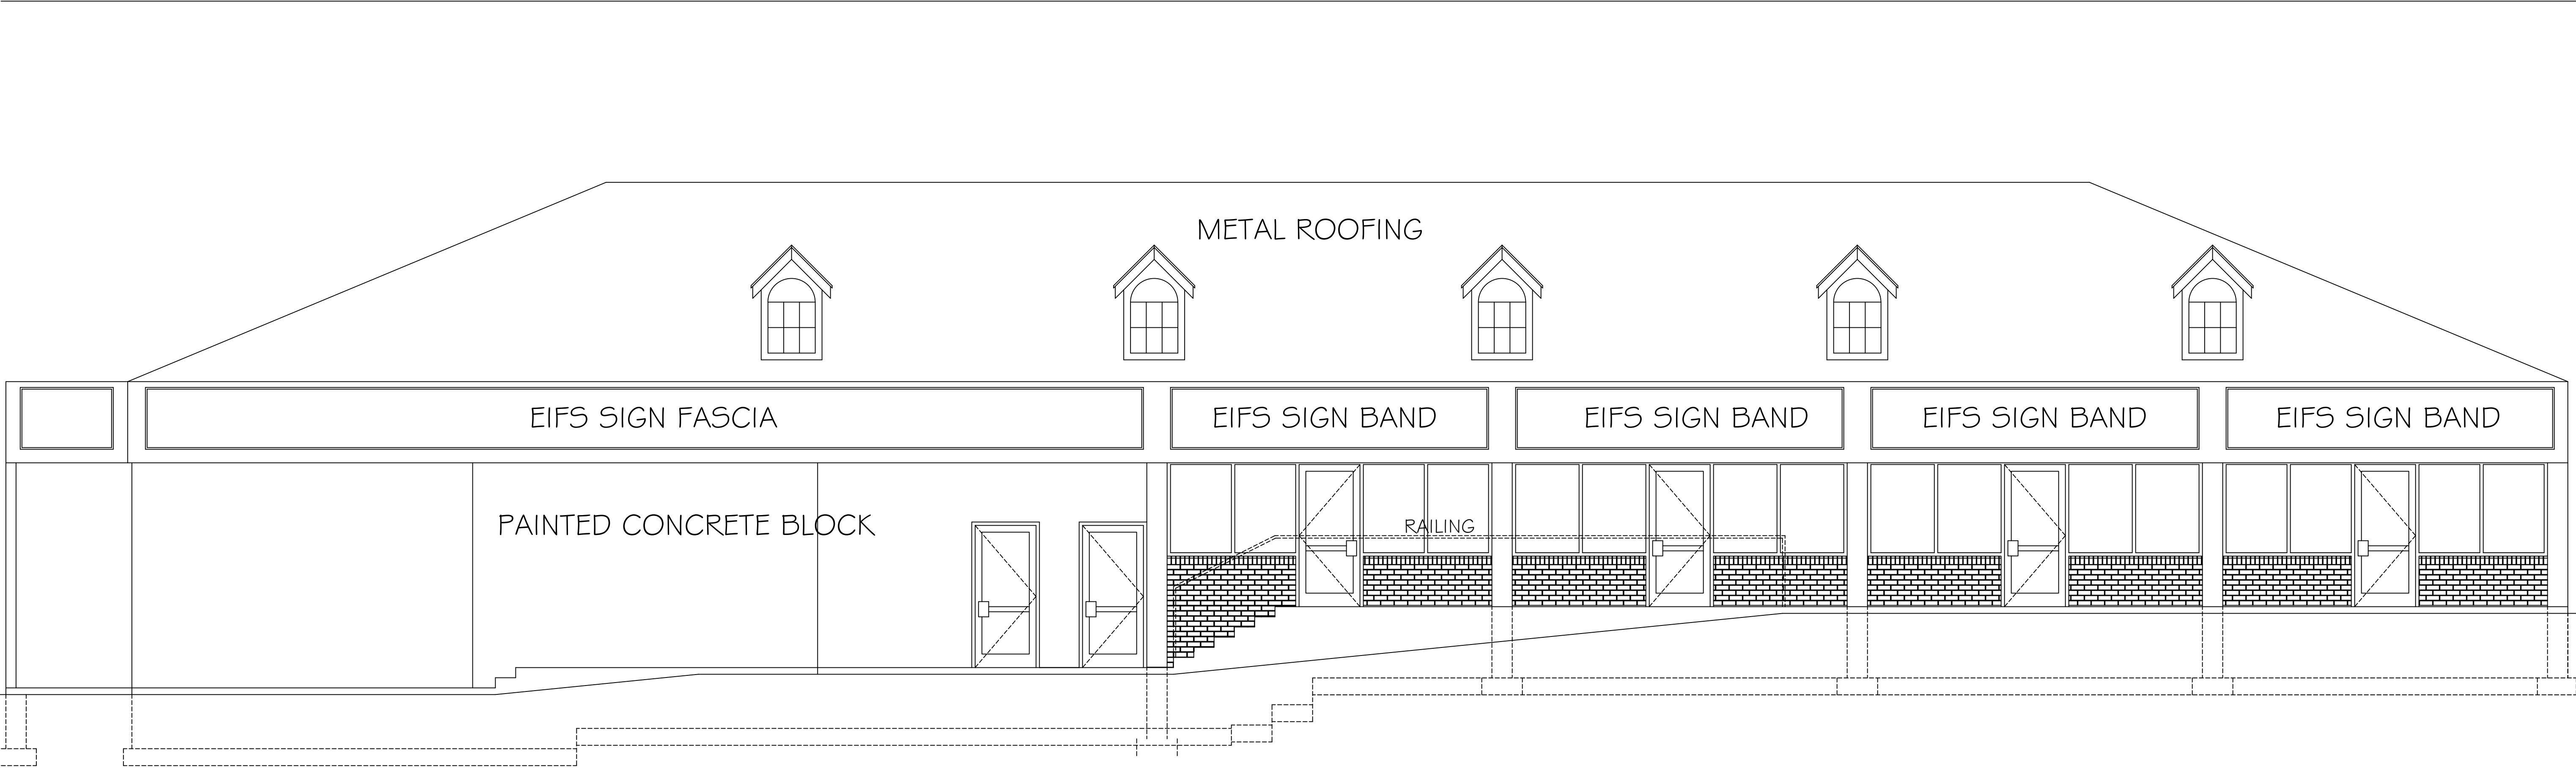 METAL ROOFING
EIFS SIGN FASCIA
EIFS SIGN BAND
EIFS SIGN BAND
EIFS SIGN BAND
EIFS SIGN BAND
PAINTED CONCRETE BLOCK
RAILING